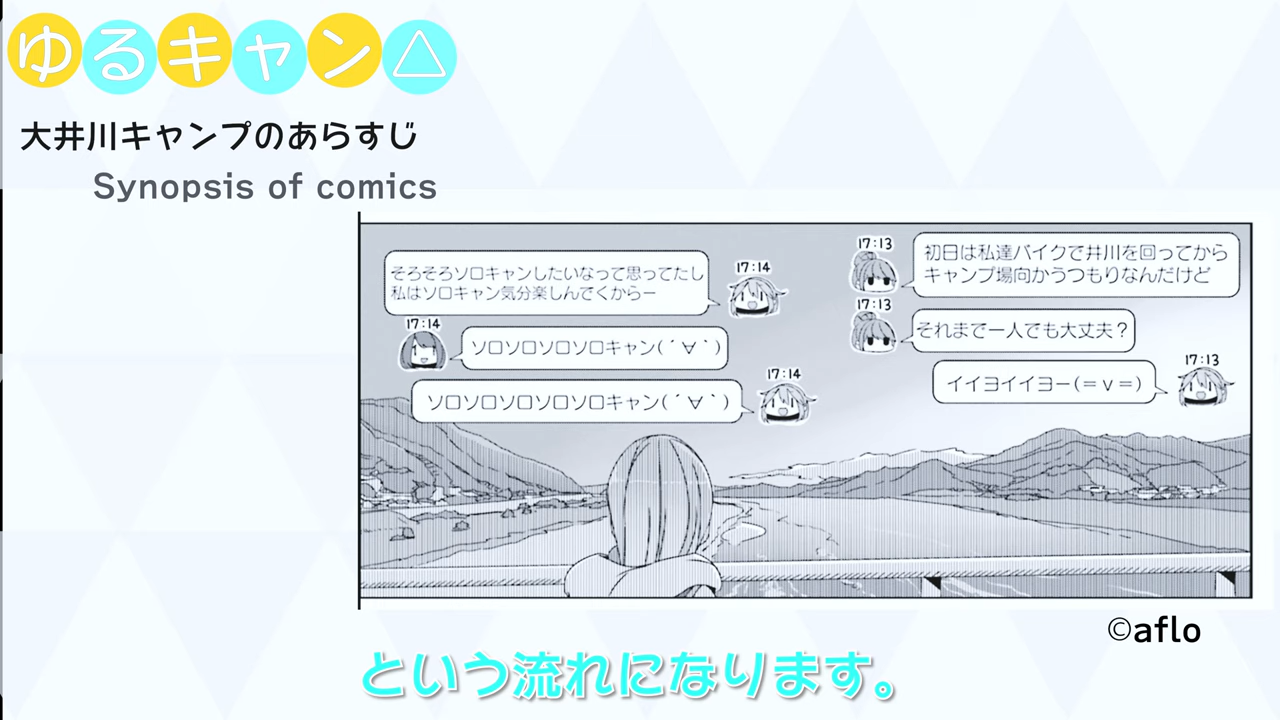 ゆるキャン△
大井川キャンプのあらすじ
Synopsis of comics
17:13
初日は私達バイクで井川を回ってから
キャンプ場向かうつもりなんだけど
17:13
それまで一人でも大丈夫？
17:13
イイヨイイヨー(＝ｖ＝)
17:14
そろそろソロキャンしたいなって思ってたし
私はソロキャン気分楽しんでくからー
17:14
ソロソロソロソロキャン(´∀｀)
17:14
ソロソロソロソロソロキャン(´∀｀)
©aflo
という流れになります。